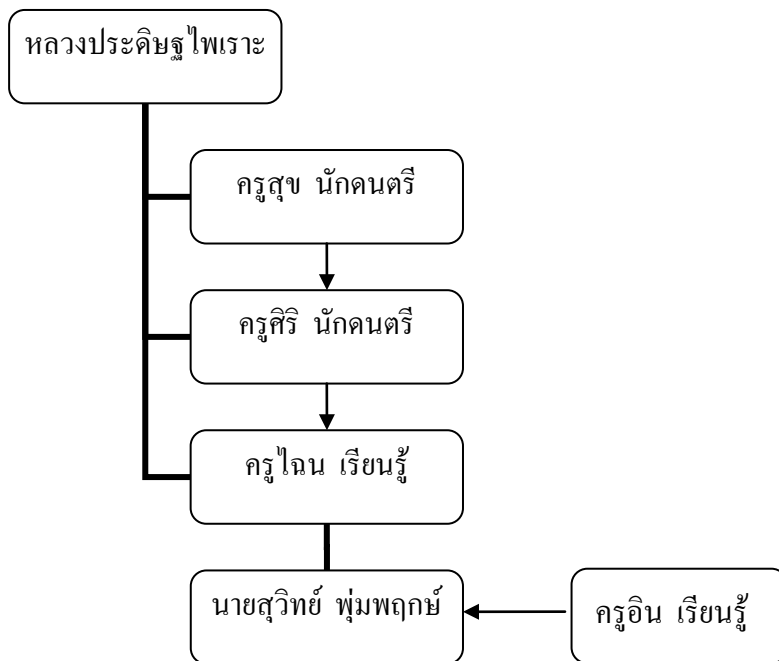 หลวงประดิษฐไพเราะ
ครูสุข นักดนตรี
ครูศิริ นักดนตรี
ครูไฉน เรียนรู้
นายสุวิทย์ พุ่มพฤกษ์
ครูอิน เรียนรู้